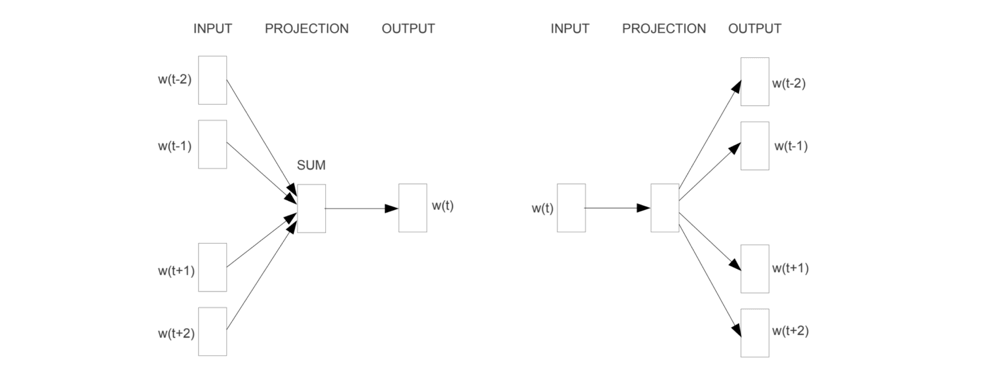 INPUT PROJECTION OUTPUT
w(t-2)
w(t-1)
SUM
w(t)
w(t+1)
w(t+2)
INPUT PROJECTION OUTPUT
w(t-2)
w(t-1)
w(t)
w(t+1)
w(t+2)